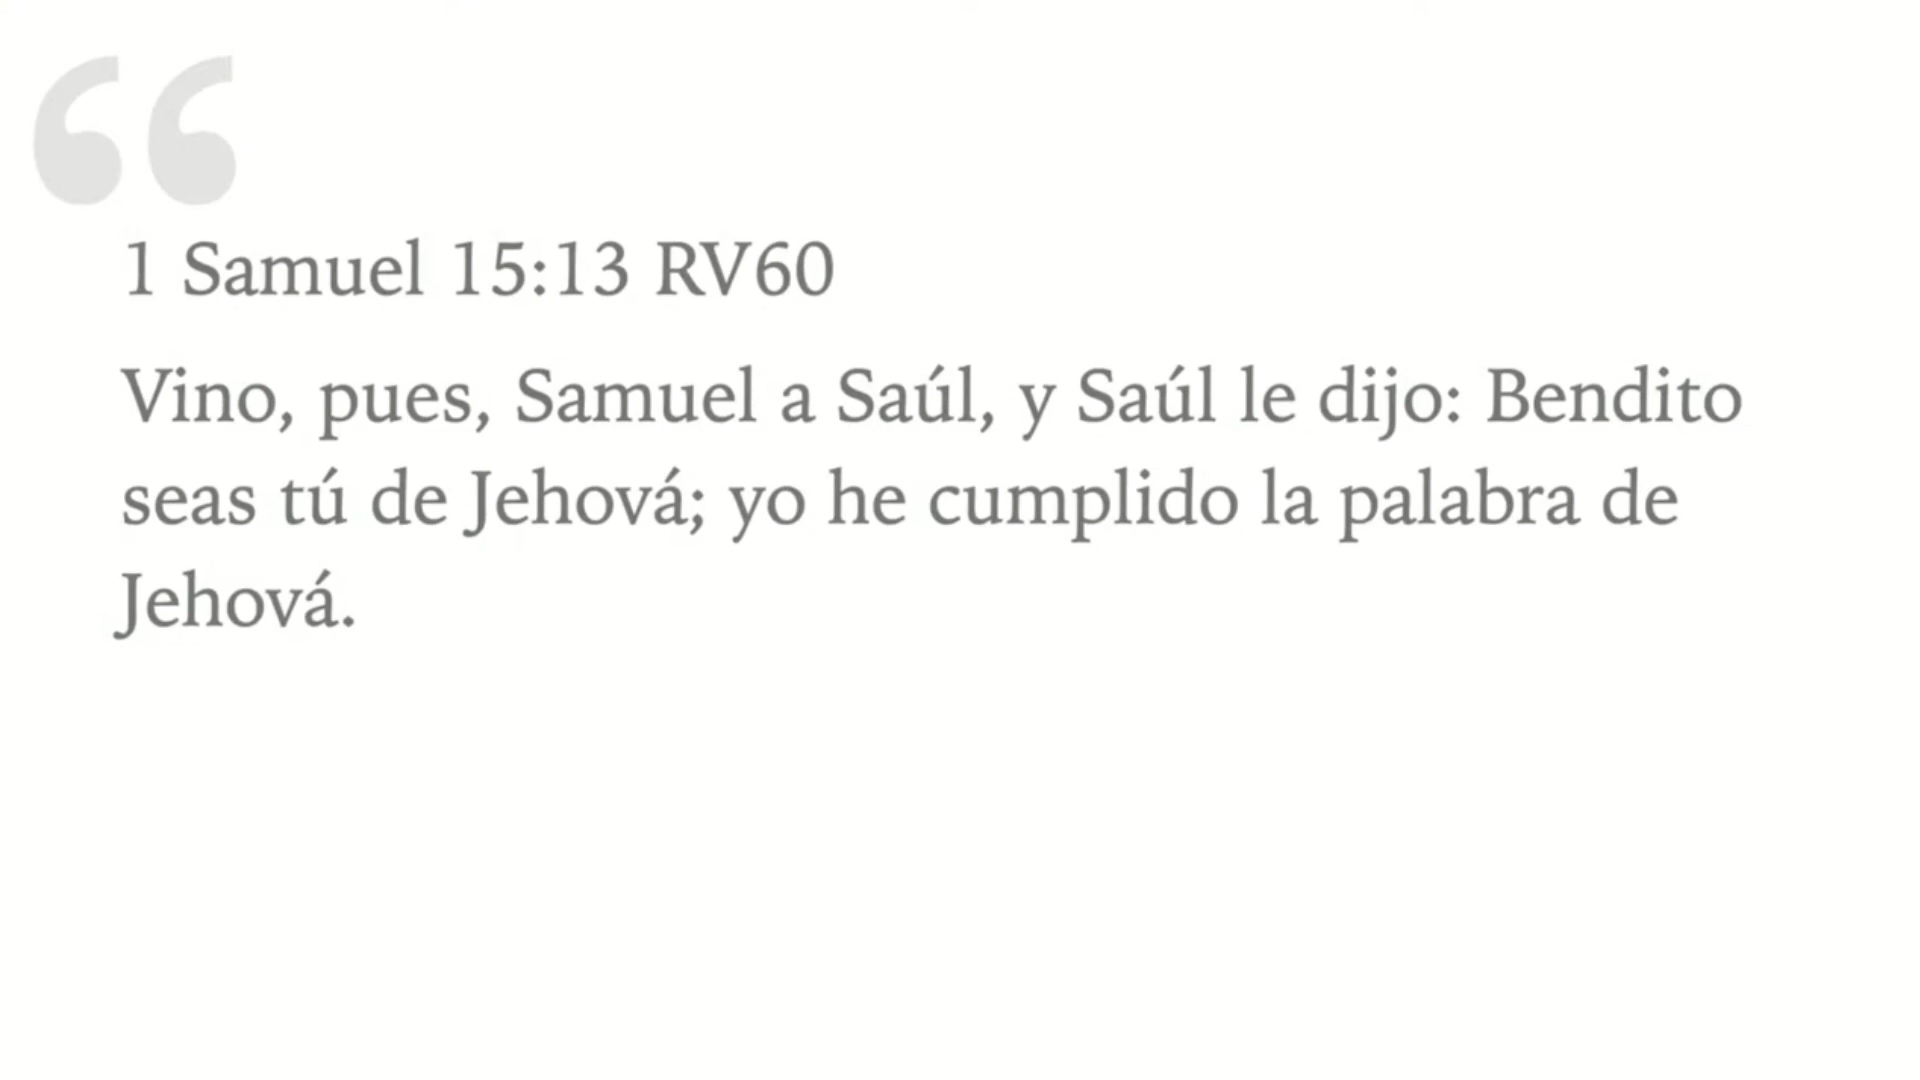 “
1 Samuel 15:13 RV60
Vino, pues, Samuel a Saúl, y Saúl le dijo: Bendito
seas tú de Jehová; yo he cumplido la palabra de
Jehová.